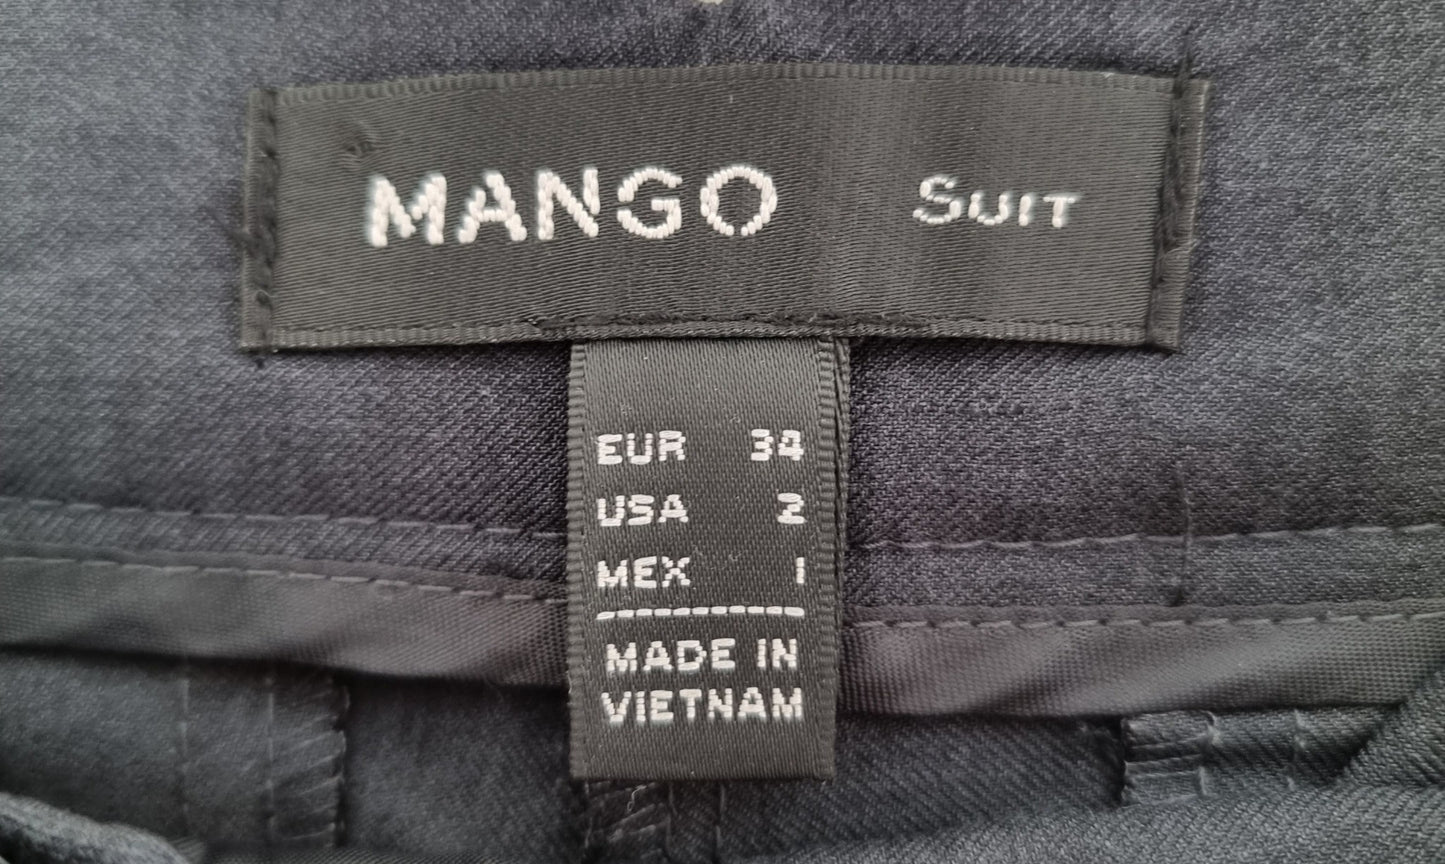 MANGO SUIT
EUR 34
USA 2
MEX 1
MADE IN
VIETNAM